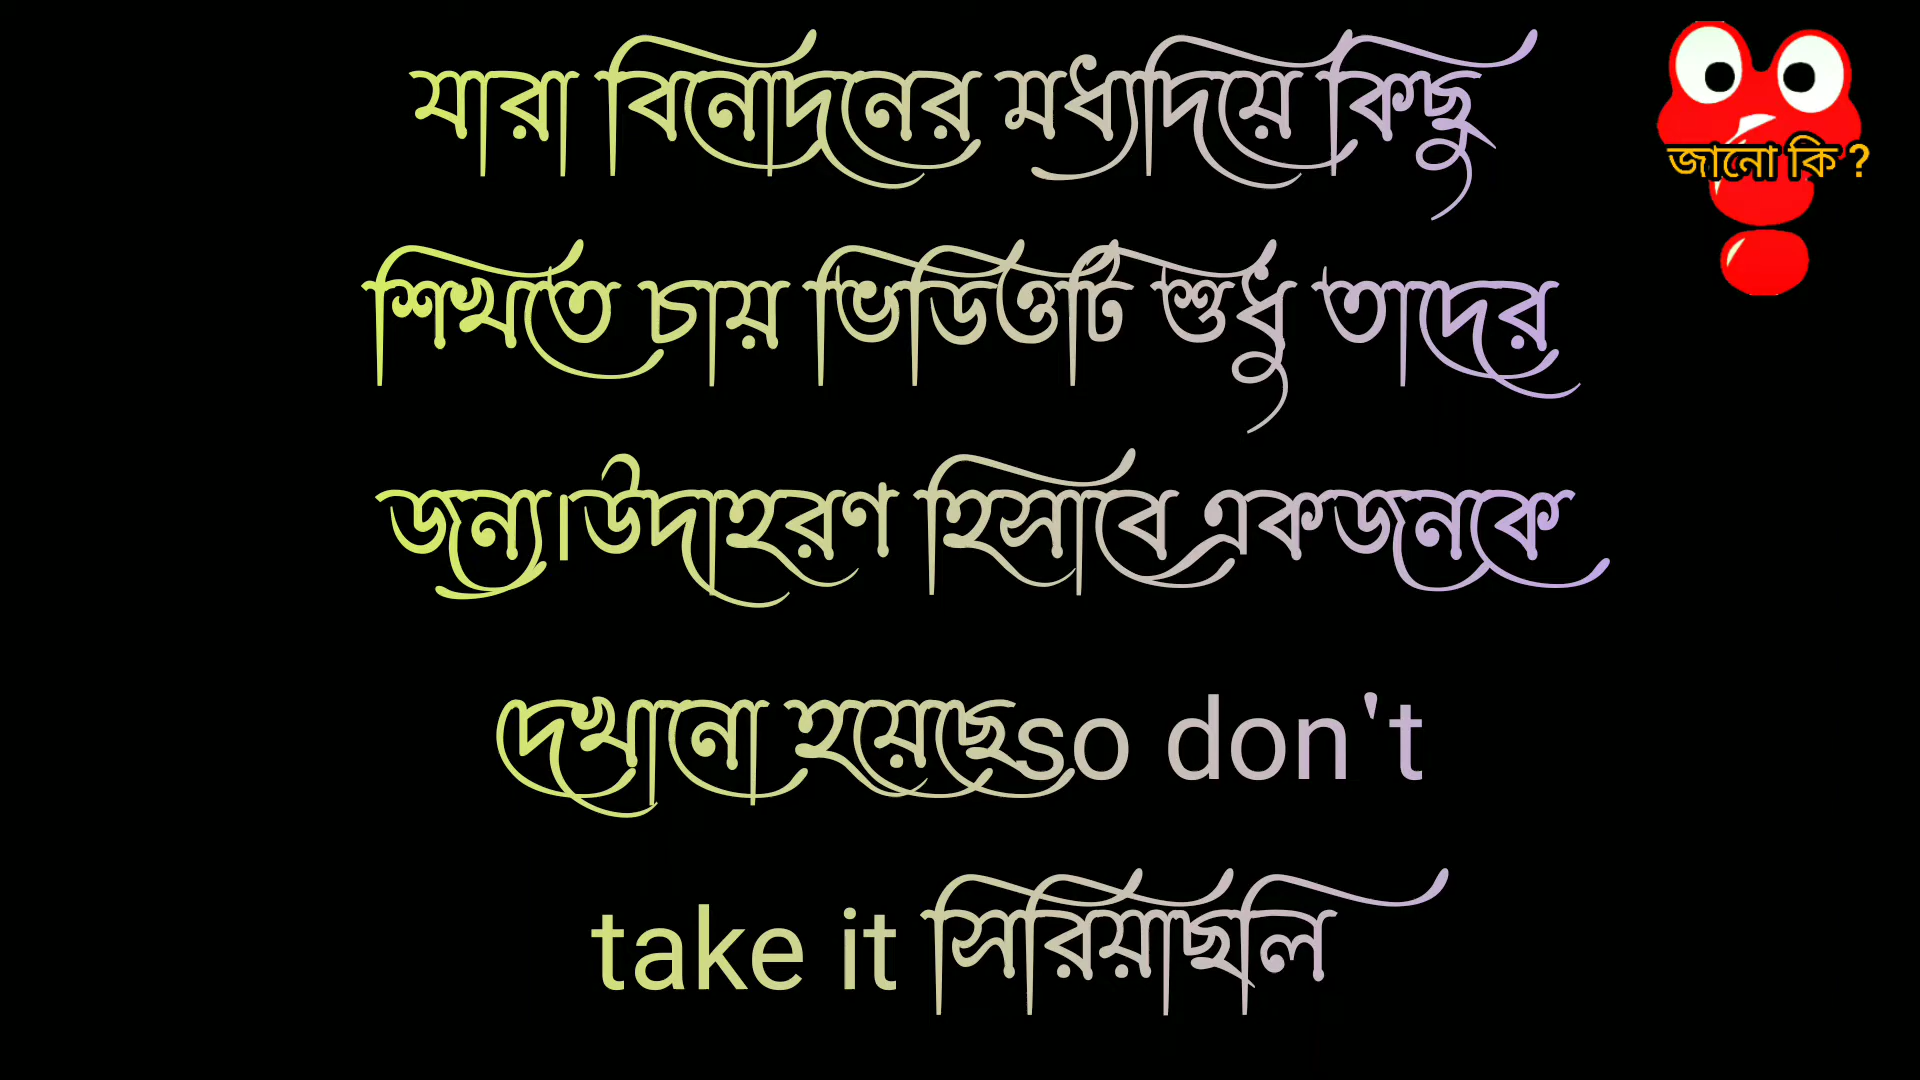 যারা বিনোদনের মধ্যদিয়ে কিছু
শিখতে চায় ভিডিওটি শুধু তাদের
জন্য।উদাহরণ হিসাবে একজনকে
দেখানো হয়েছেso don't
take it সিরিয়াছলি
জানো কি ?